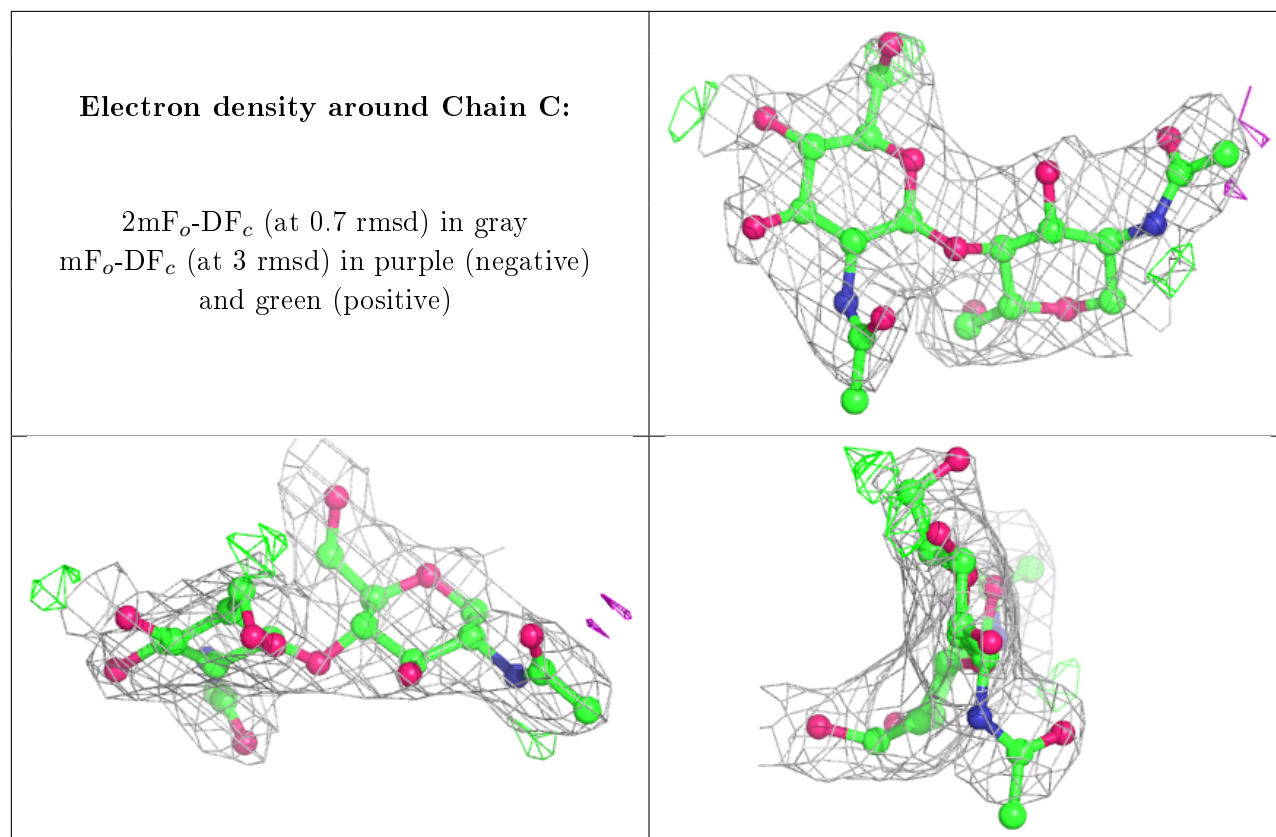 Electron density around Chain C:
2mFₒ-DF𝒸 (at 0.7 rmsd) in gray
mFₒ-DF𝒸 (at 3 rmsd) in purple (negative)
and green (positive)